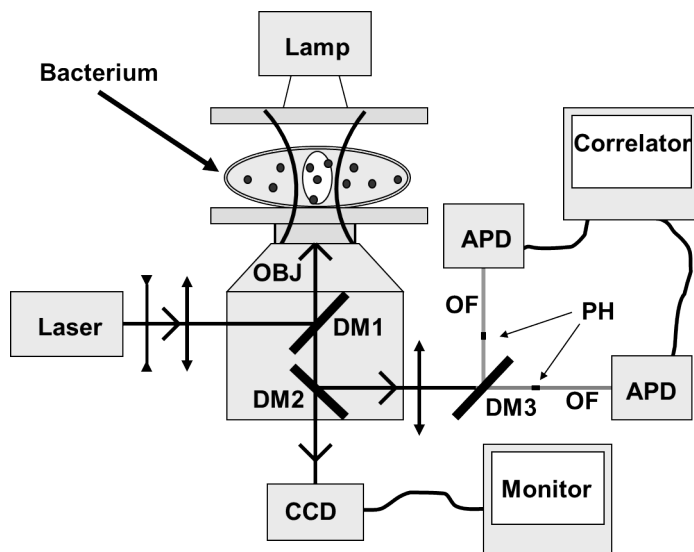 Lamp
Bacterium
Correlator
APD
OBJ
OF
PH
Laser
DM1
APD
DM2
DM3
OF
CCD
Monitor